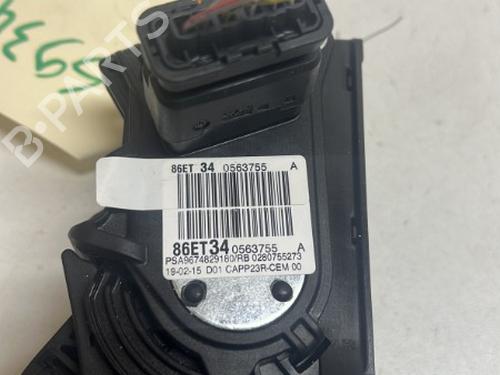 B-PARTS
86ET 34 0563755 A
86ET34 0563755 A
PSA9674829180/RB 0280755273
19-02-15 D01 CAPP23R-CEM 00